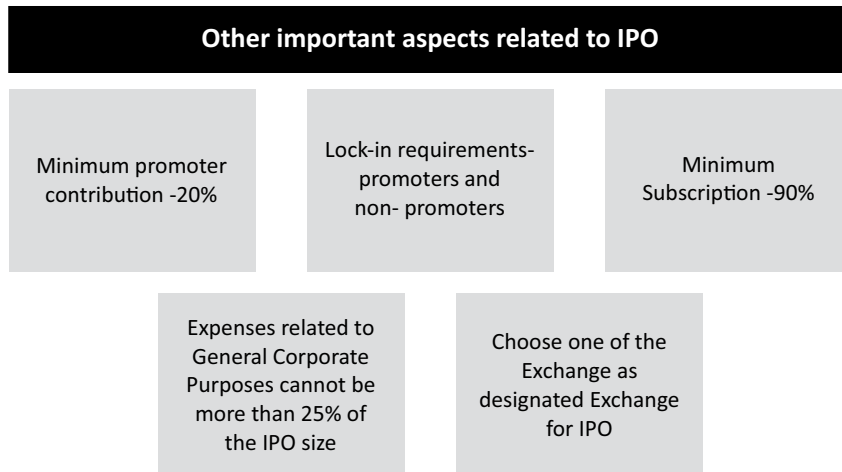 Other important aspects related to IPO
Minimum promoter
contribution -20%
Lock-in requirements-
promoters and
non- promoters
Minimum
Subscription -90%
Expenses related to
General Corporate
Purposes cannot be
more than 25% of
the IPO size
Choose one of the
Exchange as
designated Exchange
for IPO